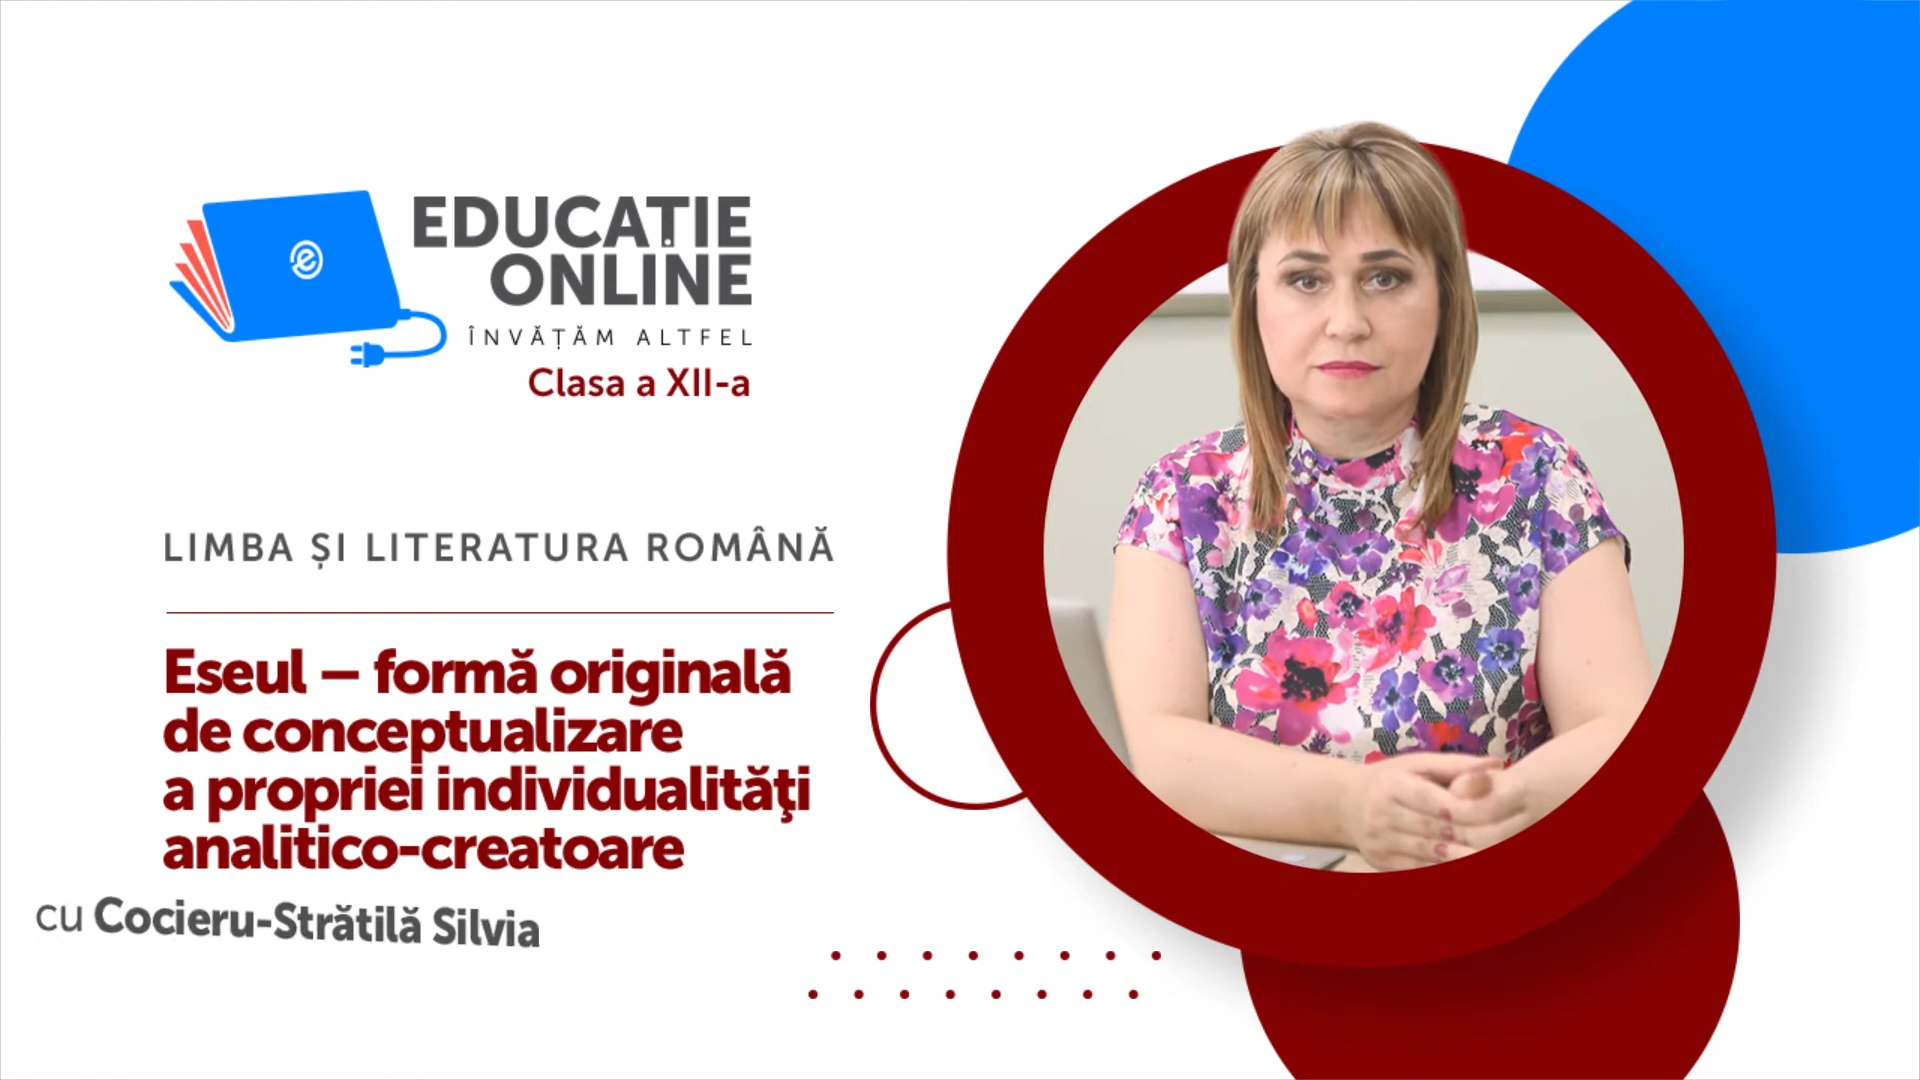 EDUCAȚIE
ONLINE
ÎNVĂȚĂM ALTFEL
Clasa a XII-a
LIMBA ȘI LITERATURA ROMÂNĂ
Eseul – formă originală
de conceptualizare
a propriei individualităţi
analitico-creatoare
cu Cocieru-Strătilă Silvia